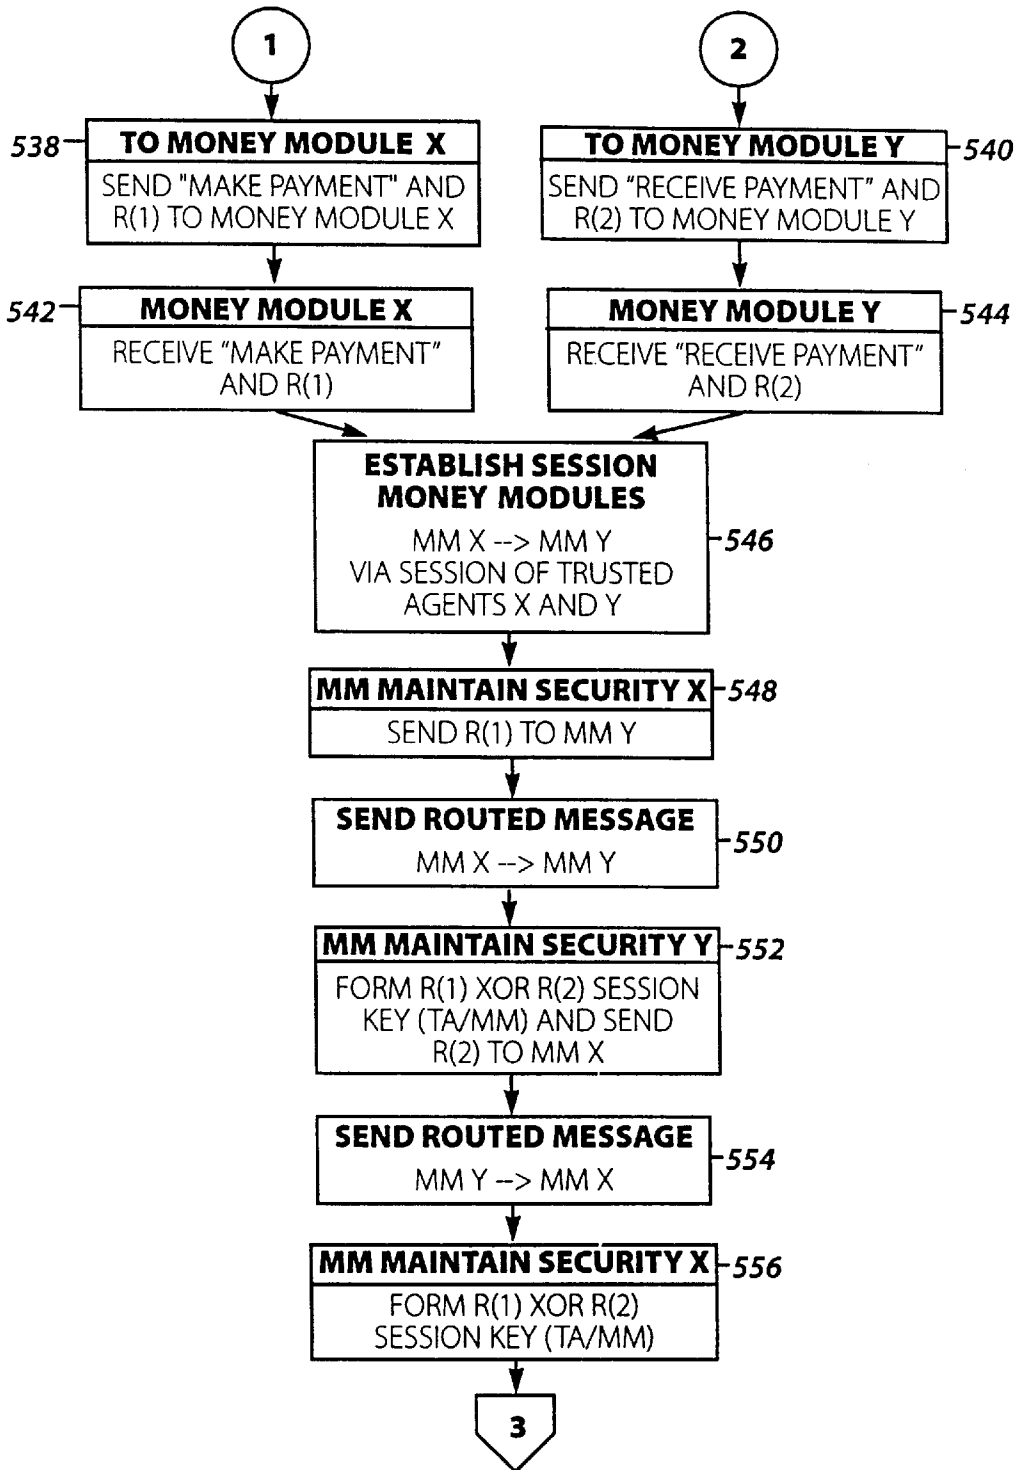 1
2
538
TO MONEY MODULE X
SEND "MAKE PAYMENT" AND
R(1) TO MONEY MODULE X
TO MONEY MODULE Y
540
SEND "RECEIVE PAYMENT" AND
R(2) TO MONEY MODULE Y
542
MONEY MODULE X
RECEIVE "MAKE PAYMENT"
AND R(1)
MONEY MODULE Y
544
RECEIVE "RECEIVE PAYMENT"
AND R(2)
ESTABLISH SESSION
MONEY MODULES
MM X --> MM Y
546
VIA SESSION OF TRUSTED
AGENTS X AND Y
MM MAINTAIN SECURITY X
548
SEND R(1) TO MM Y
SEND ROUTED MESSAGE
550
MM X --> MM Y
MM MAINTAIN SECURITY Y
552
FORM R(1) XOR R(2) SESSION
KEY (TA/MM) AND SEND
R(2) TO MM X
SEND ROUTED MESSAGE
554
MM Y --> MM X
MM MAINTAIN SECURITY X
556
FORM R(1) XOR R(2)
SESSION KEY (TA/MM)
3